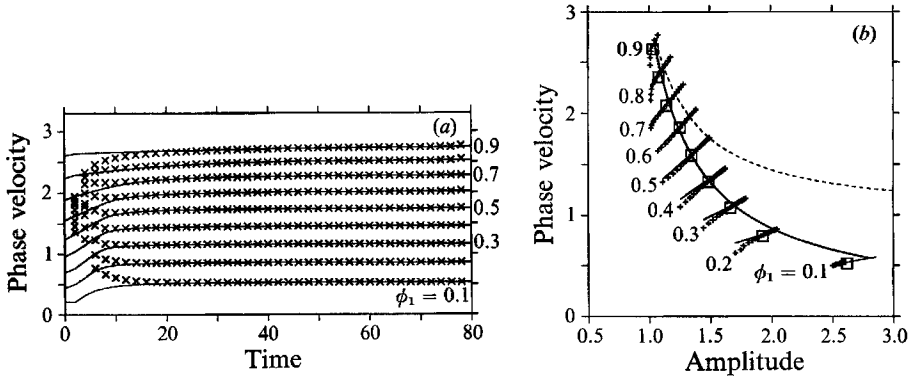 (a)
Phase velocity
3
2
1
0
0.9
0.7
0.5
0.3
ϕ₁ = 0.1
0 20 40 60 80
Time
(b)
Phase velocity
3
2
1
0
0.9
0.8
0.7
0.6
0.5
0.4
0.3
0.2
ϕ₁ = 0.1
0.5 1.0 1.5 2.0 2.5 3.0
Amplitude